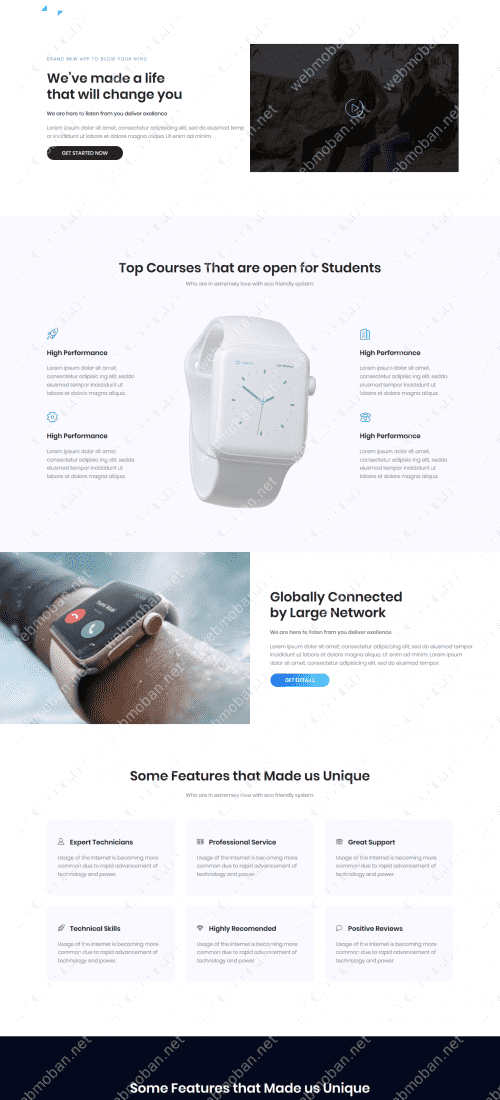 BRAND NEW APP TO BLOW YOUR MIND
We've made a life
that will change you
We are here to listen from you deliver exellence
Lorem ipsum dolor sit amet, consectetur adipisicing elit, sed do eiusmod temp
or incididunt ut labore et dolore magna aliqua. Ut enim ad minim.
GET STARTED NOW
Top Courses That are open for Students
Who are in extremely love with eco friendly system.
High Performance
Lorem ipsum dolor sit amet,
consectetur adipisic ing elit, seddo
eiusmod tempor incididunt ut
labore et dolore magna aliqua.
High Performance
Lorem ipsum dolor sit amet,
consectetur adipisic ing elit, seddo
eiusmod tempor incididunt ut
labore et dolore magna aliqua.
High Performance
Lorem ipsum dolor sit amet,
consectetur adipisic ing elit, sed do
eiusmod tempor incididunt ut
labore et dolore magna aliqua.
High Performance
Lorem ipsum dolor sit amet,
consectetur adipisic ing elit, sed do
eiusmod tempor incididunt ut
labore et dolore magna aliqua.
Globally Connected
by Large Network
We are here to listen from you deliver exellence
Lorem ipsum dolor sit amet, consectetur adipisicing elit, sed do eiusmod tempor
incididunt ut labore et dolore magna aliqua. Ut enim ad minim. Lorem ipsum
dolor sit amet, consectetur adipisicing elit, sed do eiusmod tempor.
GET DETAILS
Some Features that Made us Unique
Who are in extremely love with eco friendly system.
Expert Technicians
Usage of the Internet is becoming more
common due to rapid advancement of
technology and power.
Professional Service
Usage of the Internet is becoming more
common due to rapid advancement of
technology and power.
Great Support
Usage of the Internet is becoming more
common due to rapid advancement of
technology and power.
Technical Skills
Usage of the Internet is becoming more
common due to rapid advancement of
technology and power.
Highly Recomended
Usage of the Internet is becoming more
common due to rapid advancement of
technology and power.
Positive Reviews
Usage of the Internet is becoming more
common due to rapid advancement of
technology and power.
Some Features that Made us Unique
webmoban.net